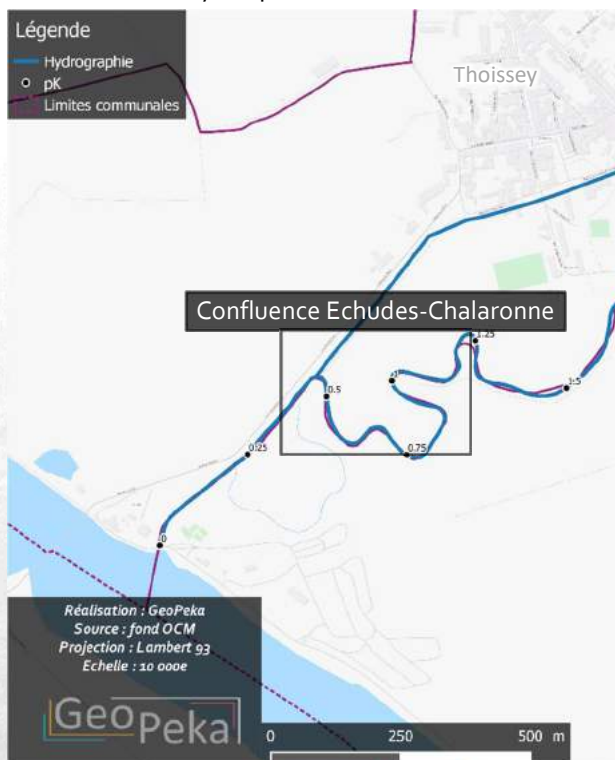 Légende
Hydrographie
pK
Limites communales
Thoissey
Confluence Echudes-Chalaronne
1.25
1
0.5
1.5
0.75
0.25
0
Réalisation : GeoPeka
Source : fond OCM
Projection : Lambert 93
Echelle : 10 000e
GeoPeka
0 250 500 m